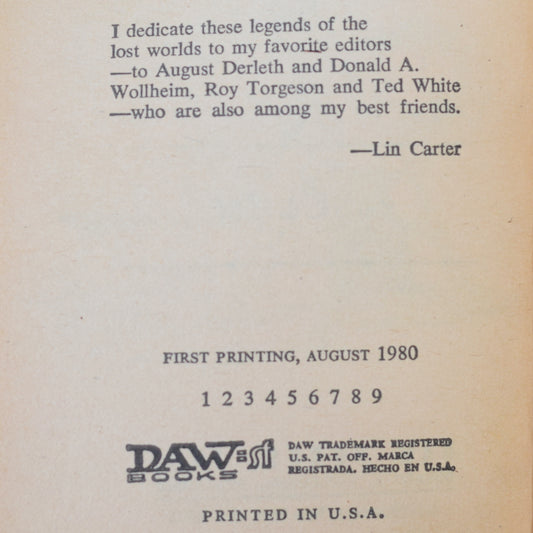 I dedicate these legends of the
lost worlds to my favorite editors
—to August Derleth and Donald A.
Wollheim, Roy Torgeson and Ted White
—who are also among my best friends.
—Lin Carter
FIRST PRINTING, AUGUST 1980
1 2 3 4 5 6 7 8 9
DAW:sf
BOOKS
DAW TRADEMARK REGISTERED
U.S. PAT. OFF. MARCA
REGISTRADA. HECHO EN U.S.A.
PRINTED IN U.S.A.